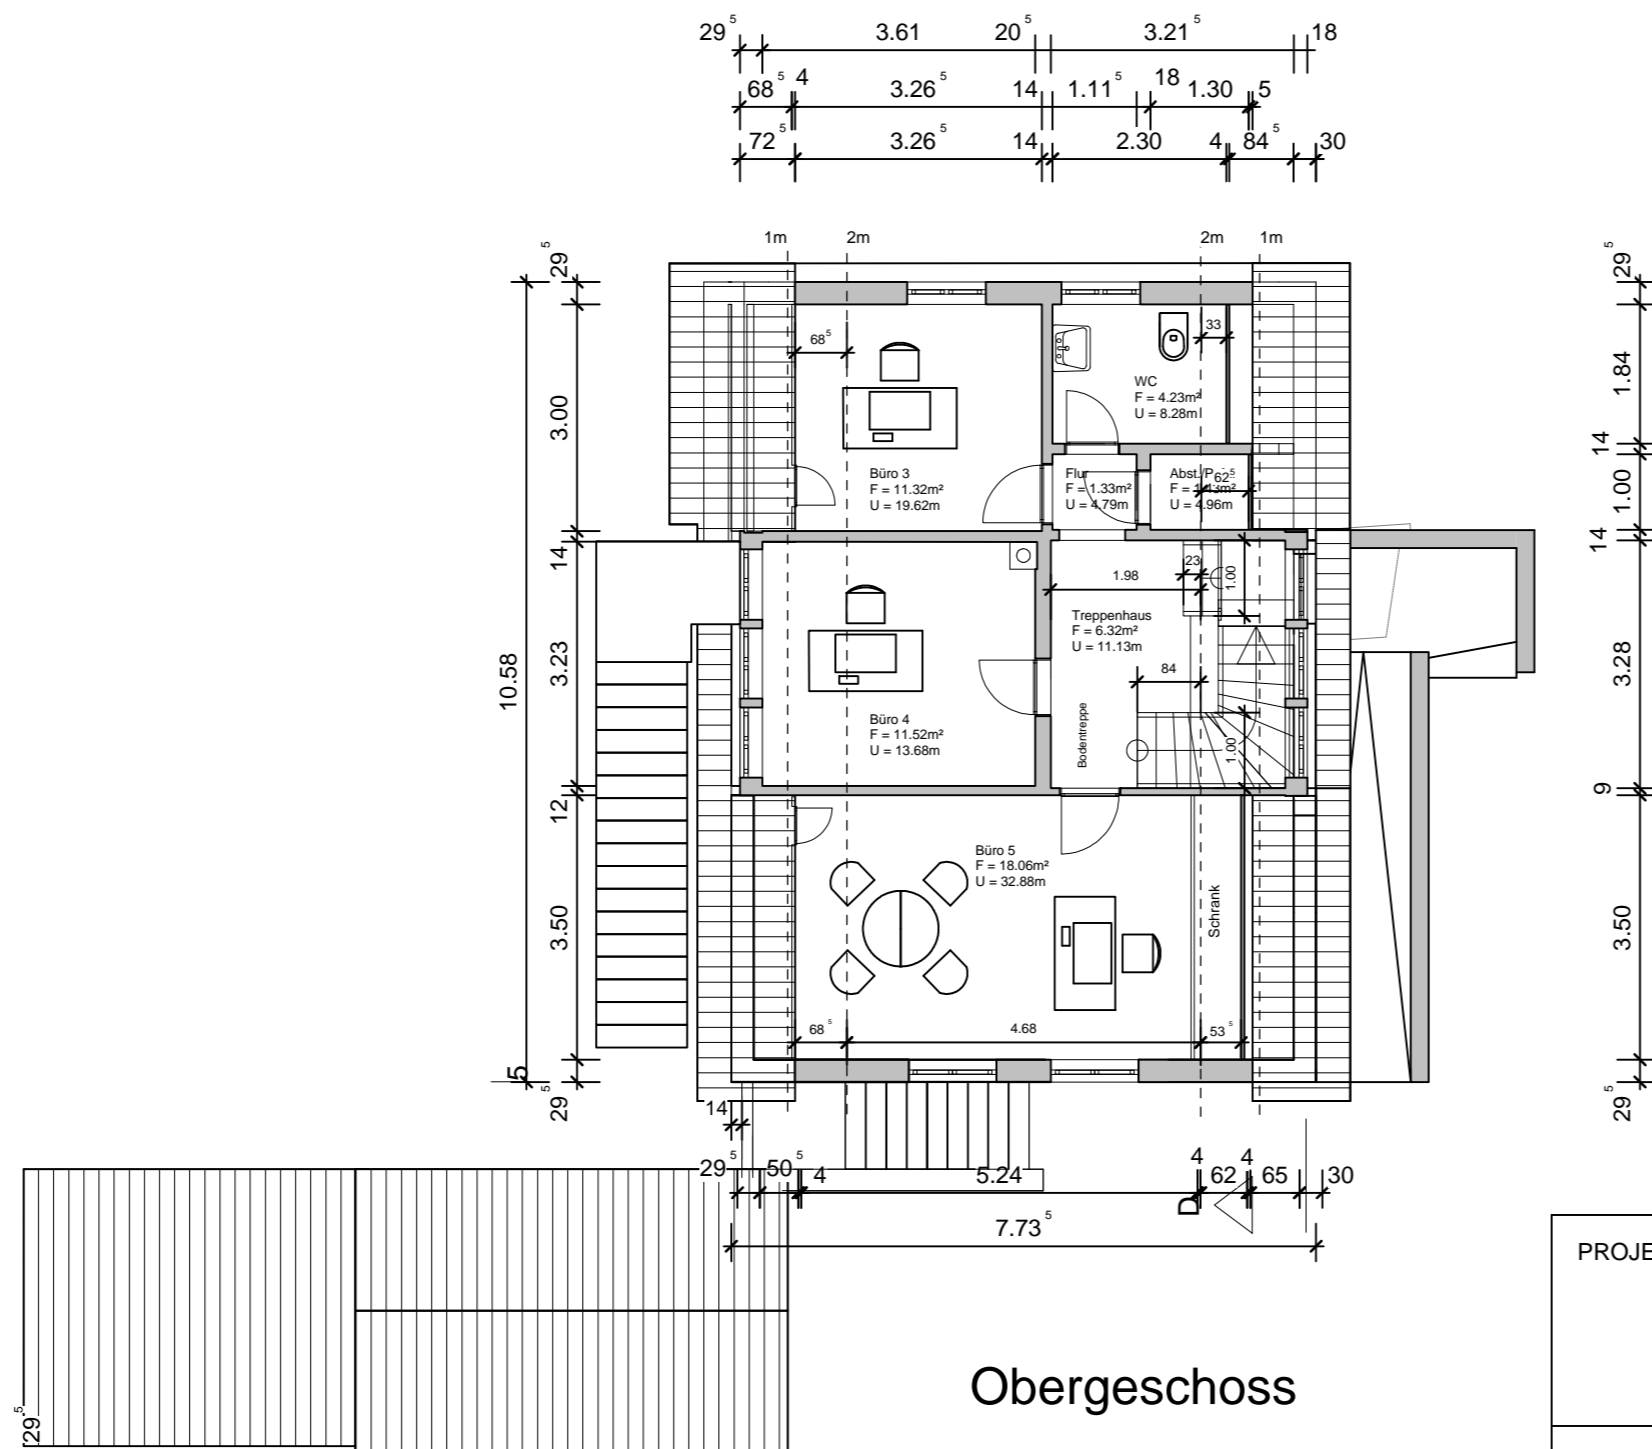 29⁵ 3.61 20⁵ 3.21⁵ 18
68⁵ 4 3.26⁵ 14 1.11⁵ 18 1.30 5
72⁵ 3.26⁵ 14 2.30 4 84⁵ 30
1m 2m 2m 1m
29⁵
3.00
14
3.23
12
3.50
29⁵
10.58
5
29⁵
1.84
14
1.00
14
3.28
9
3.50
29⁵
68⁵
33
WC
F = 4.23m²
U = 8.28m
Büro 3
F = 11.32m²
U = 19.62m
Flur
F = 1.33m²
U = 4.79m
62⁵
U = 4.96m
1.98
23
1.00
Treppenhaus
F = 6.32m²
U = 11.13m
84
Bodentreppe
1.00
Büro 4
F = 11.52m²
U = 13.68m
Büro 5
F = 18.06m²
U = 32.88m
Schrank
68⁵ 4.68 53⁵
14
29⁵ 50⁵ 4 5.24 4 62 4 65 30
D
7.73⁵
PROJE
Obergeschoss
29⁵